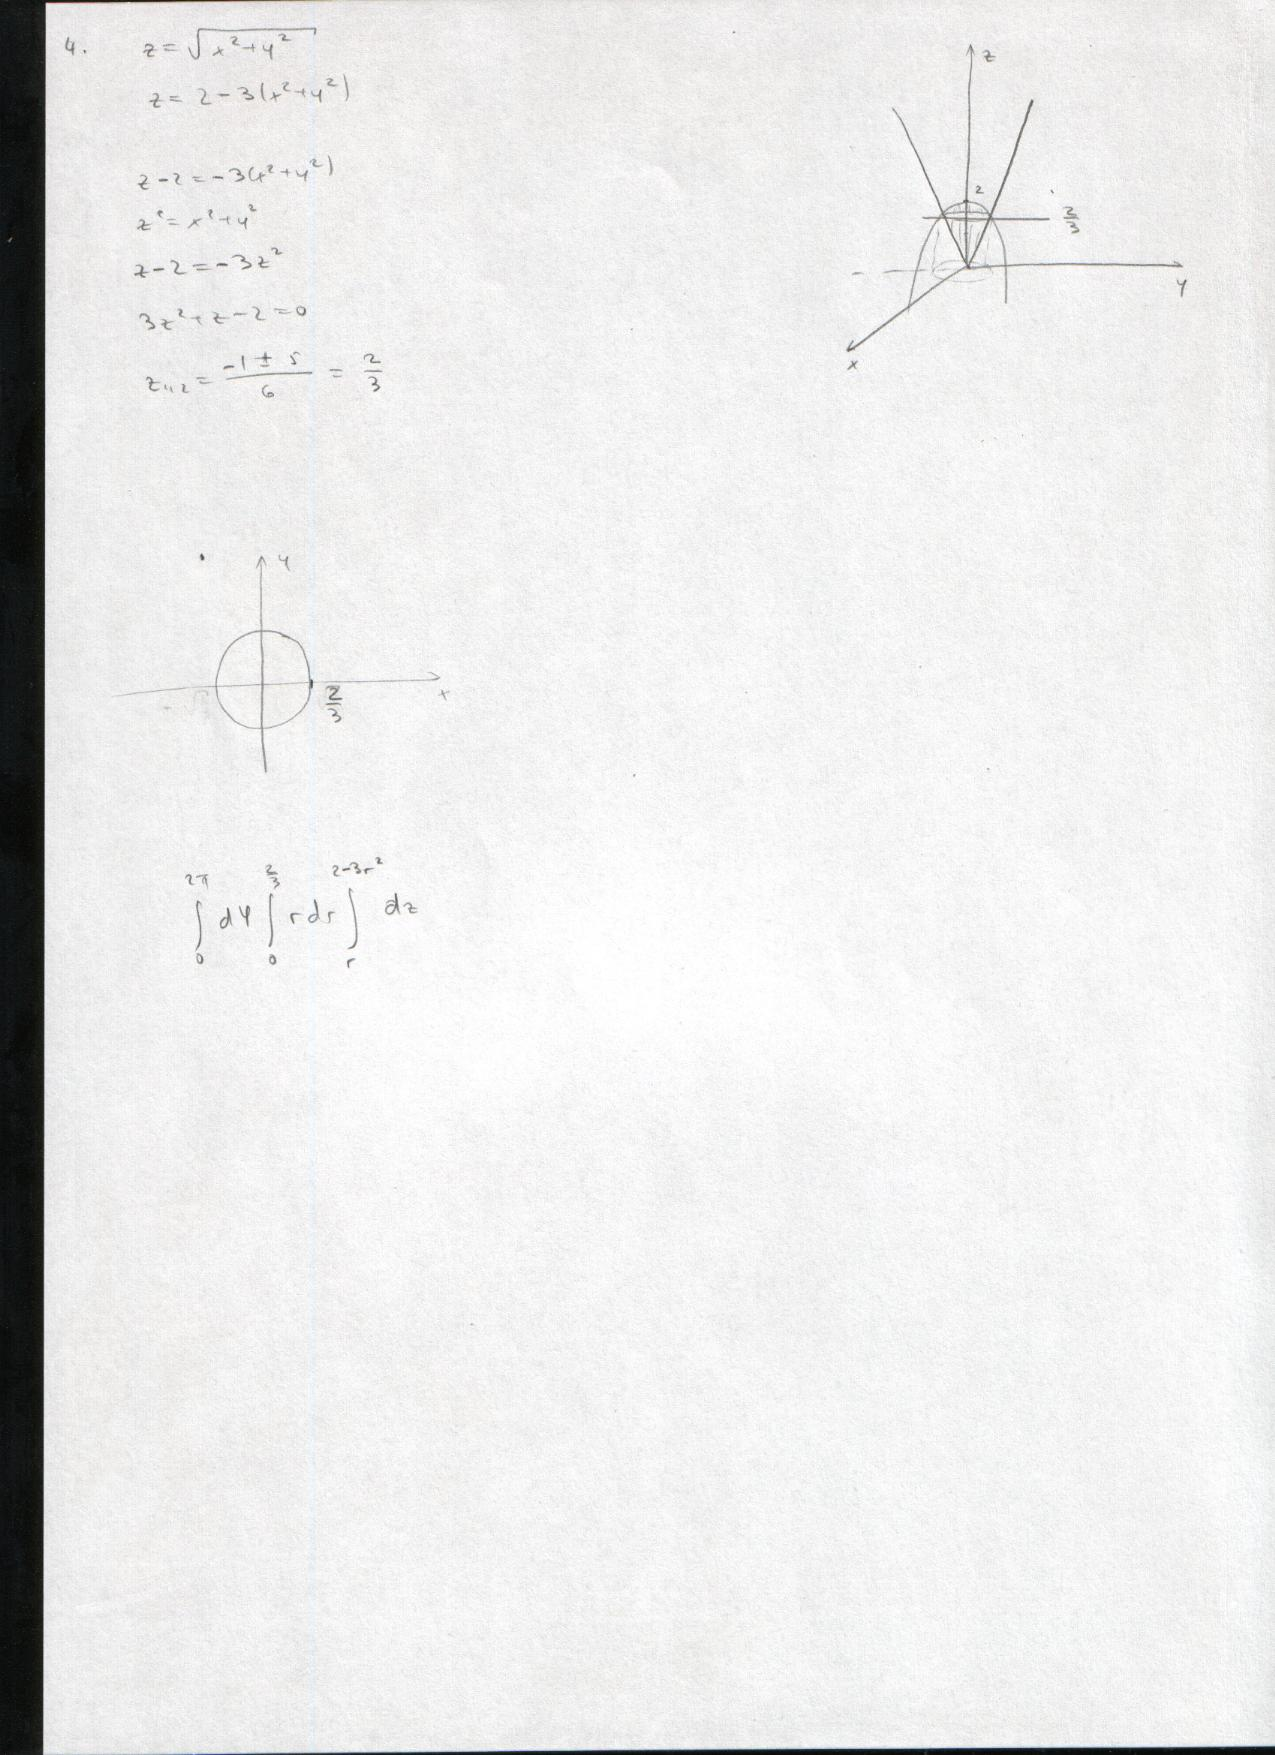 4. z = √(x² + y²)
z = 2 - 3(x² + y²)
z - 2 = -3(x² + y²)
z² = x² + y²
z - 2 = -3z²
3z² + z - 2 = 0
z₁,₂ = (-1 ± 5)/6 = 2/3
z
2
2/3
y
x
y
x
2/3
∫₀^{2π} dφ ∫₀^{2/3} r dr ∫ᵣ^{2-3r²} dz